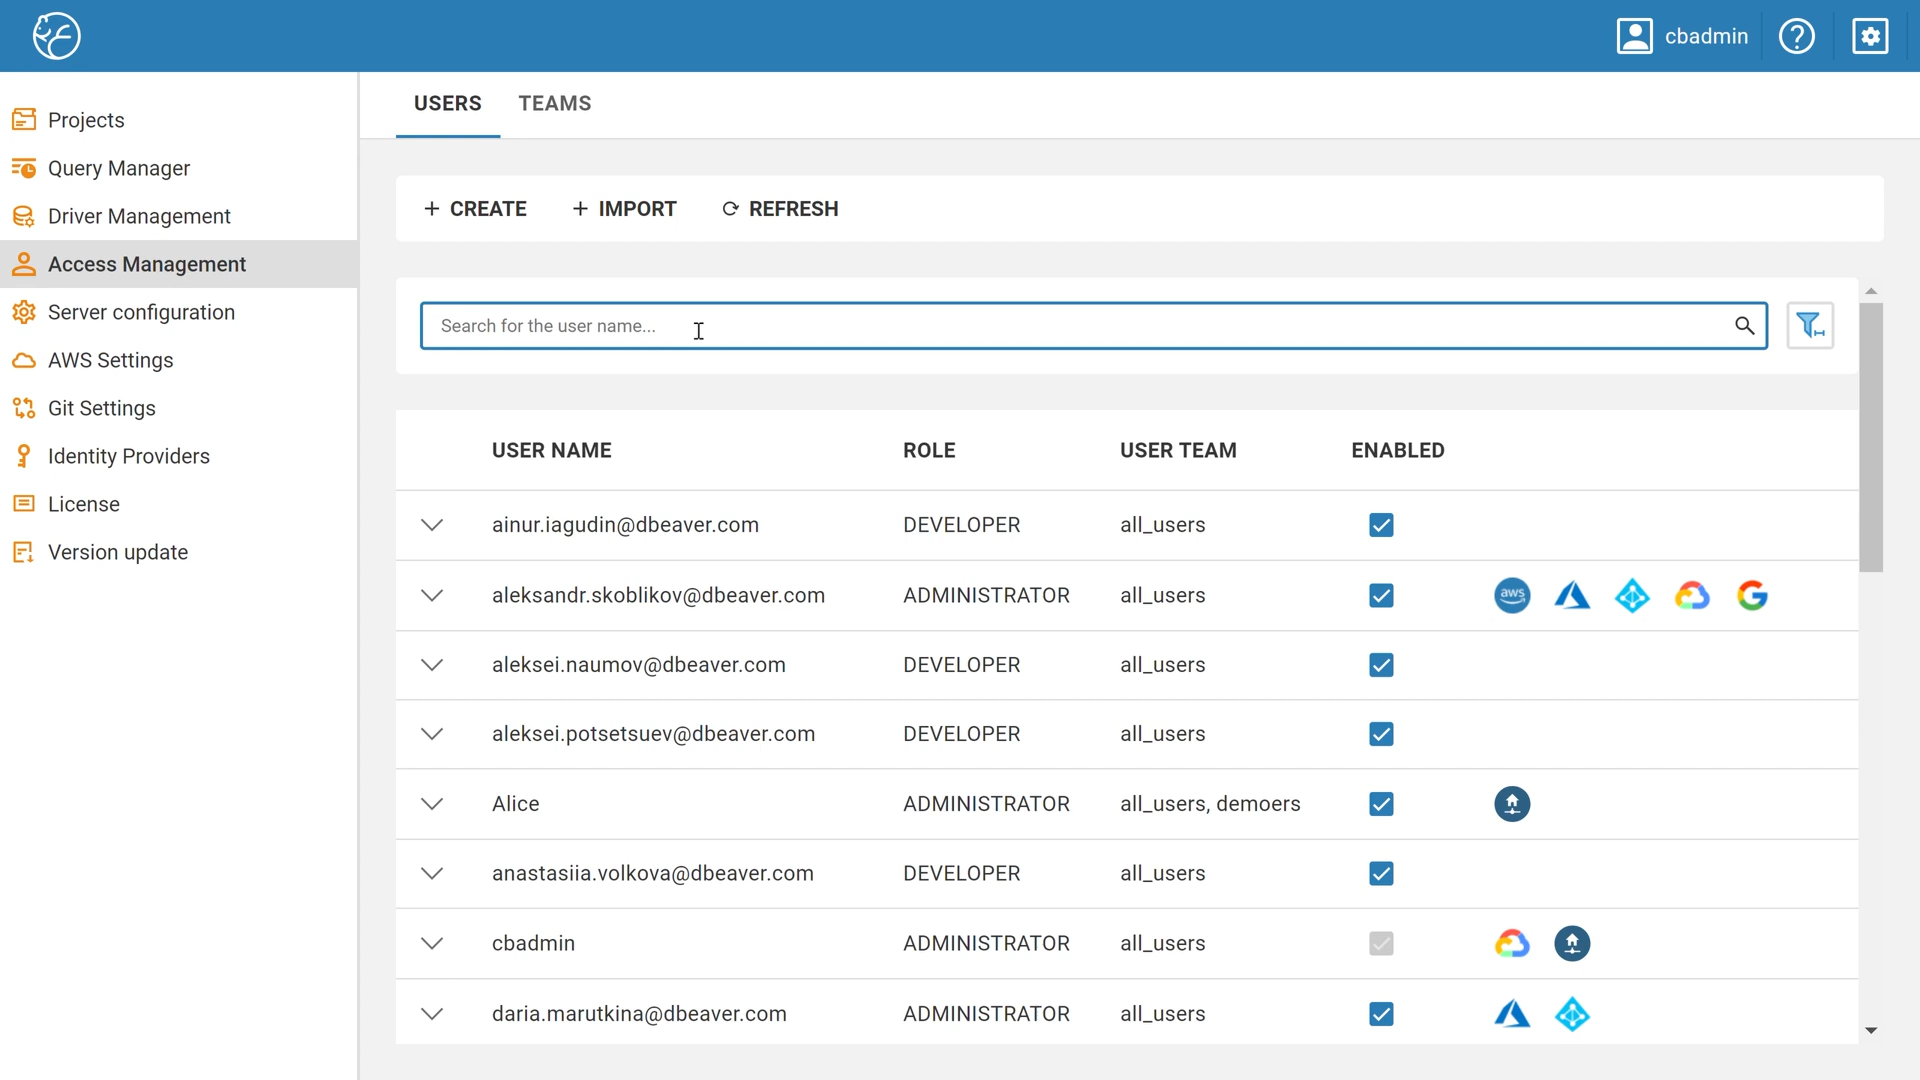 cbadmin
Projects
Query Manager
Driver Management
Access Management
Server configuration
AWS Settings
Git Settings
Identity Providers
License
Version update
USERS TEAMS
+ CREATE + IMPORT REFRESH
Search for the user name...
USER NAME ROLE USER TEAM ENABLED
ainur.iagudin@dbeaver.com DEVELOPER all_users
aleksandr.skoblikov@dbeaver.com ADMINISTRATOR all_users aws
aleksei.naumov@dbeaver.com DEVELOPER all_users
aleksei.potsetsuev@dbeaver.com DEVELOPER all_users
Alice ADMINISTRATOR all_users, demoers
anastasiia.volkova@dbeaver.com DEVELOPER all_users
cbadmin ADMINISTRATOR all_users
daria.marutkina@dbeaver.com ADMINISTRATOR all_users